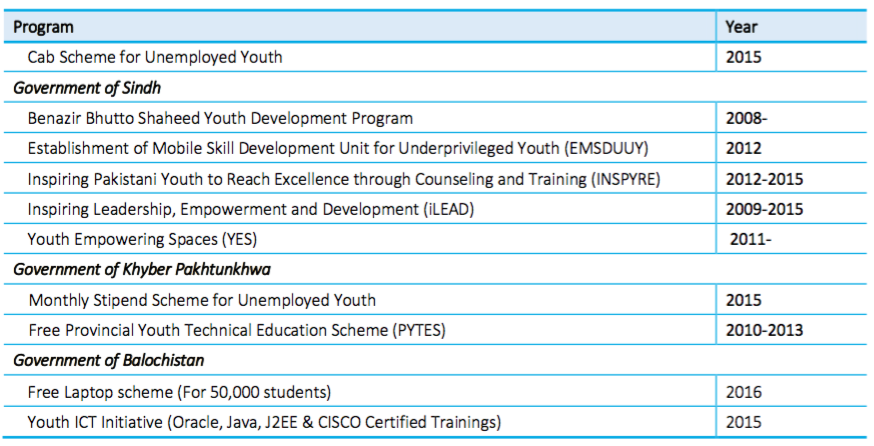 Program Year
Cab Scheme for Unemployed Youth 2015
Government of Sindh
Benazir Bhutto Shaheed Youth Development Program 2008-
Establishment of Mobile Skill Development Unit for Underprivileged Youth (EMSDUUY) 2012
Inspiring Pakistani Youth to Reach Excellence through Counseling and Training (INSPYRE) 2012-2015
Inspiring Leadership, Empowerment and Development (iLEAD) 2009-2015
Youth Empowering Spaces (YES) 2011-
Government of Khyber Pakhtunkhwa
Monthly Stipend Scheme for Unemployed Youth 2015
Free Provincial Youth Technical Education Scheme (PYTES) 2010-2013
Government of Balochistan
Free Laptop scheme (For 50,000 students) 2016
Youth ICT Initiative (Oracle, Java, J2EE & CISCO Certified Trainings) 2015